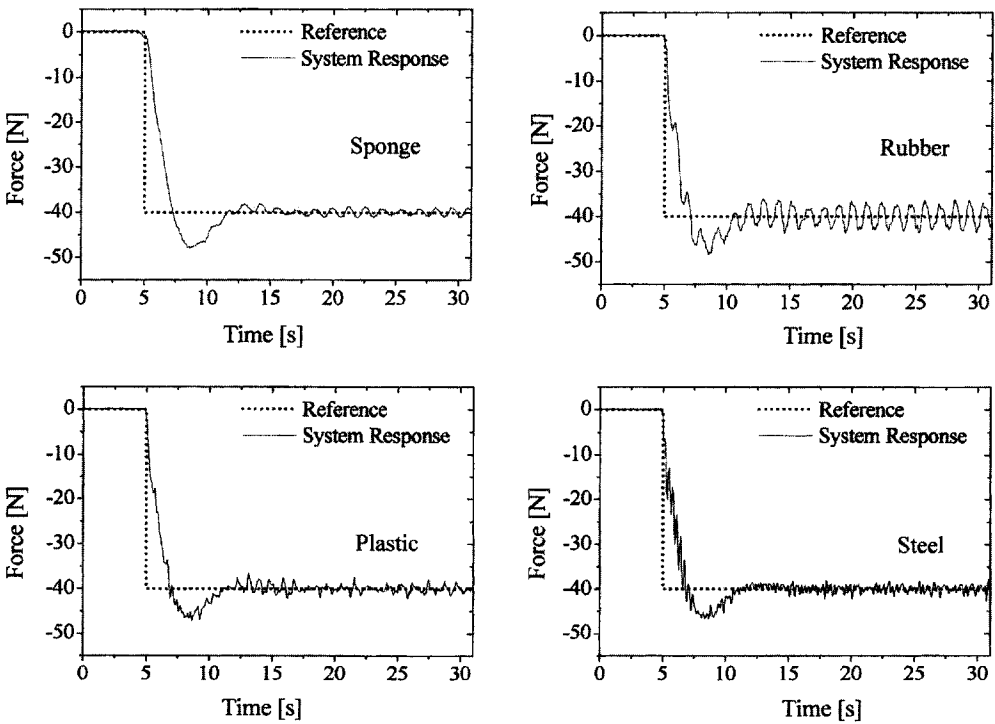 Reference
System Response
Sponge
Force [N]
0
-10
-20
-30
-40
-50
0 5 10 15 20 25 30
Time [s]
Reference
System Response
Rubber
Force [N]
0
-10
-20
-30
-40
-50
0 5 10 15 20 25 30
Time [s]
Reference
System Response
Plastic
Force [N]
0
-10
-20
-30
-40
-50
0 5 10 15 20 25 30
Time [s]
Reference
System Response
Steel
Force [N]
0
-10
-20
-30
-40
-50
0 5 10 15 20 25 30
Time [s]